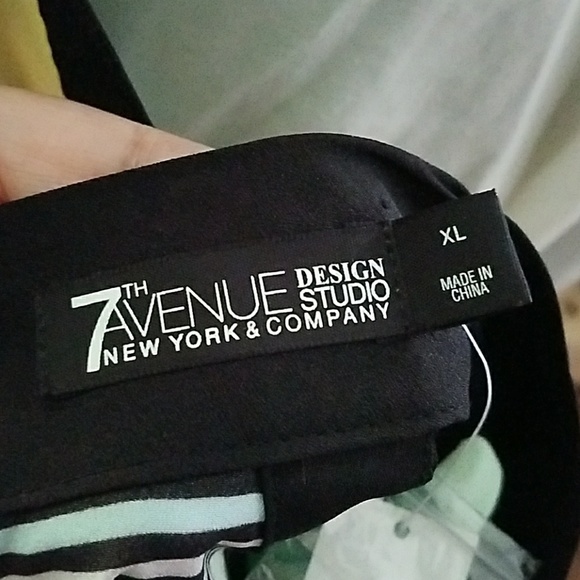 7TH AVENUE DESIGN STUDIO
NEW YORK & COMPANY
XL
MADE IN
CHINA